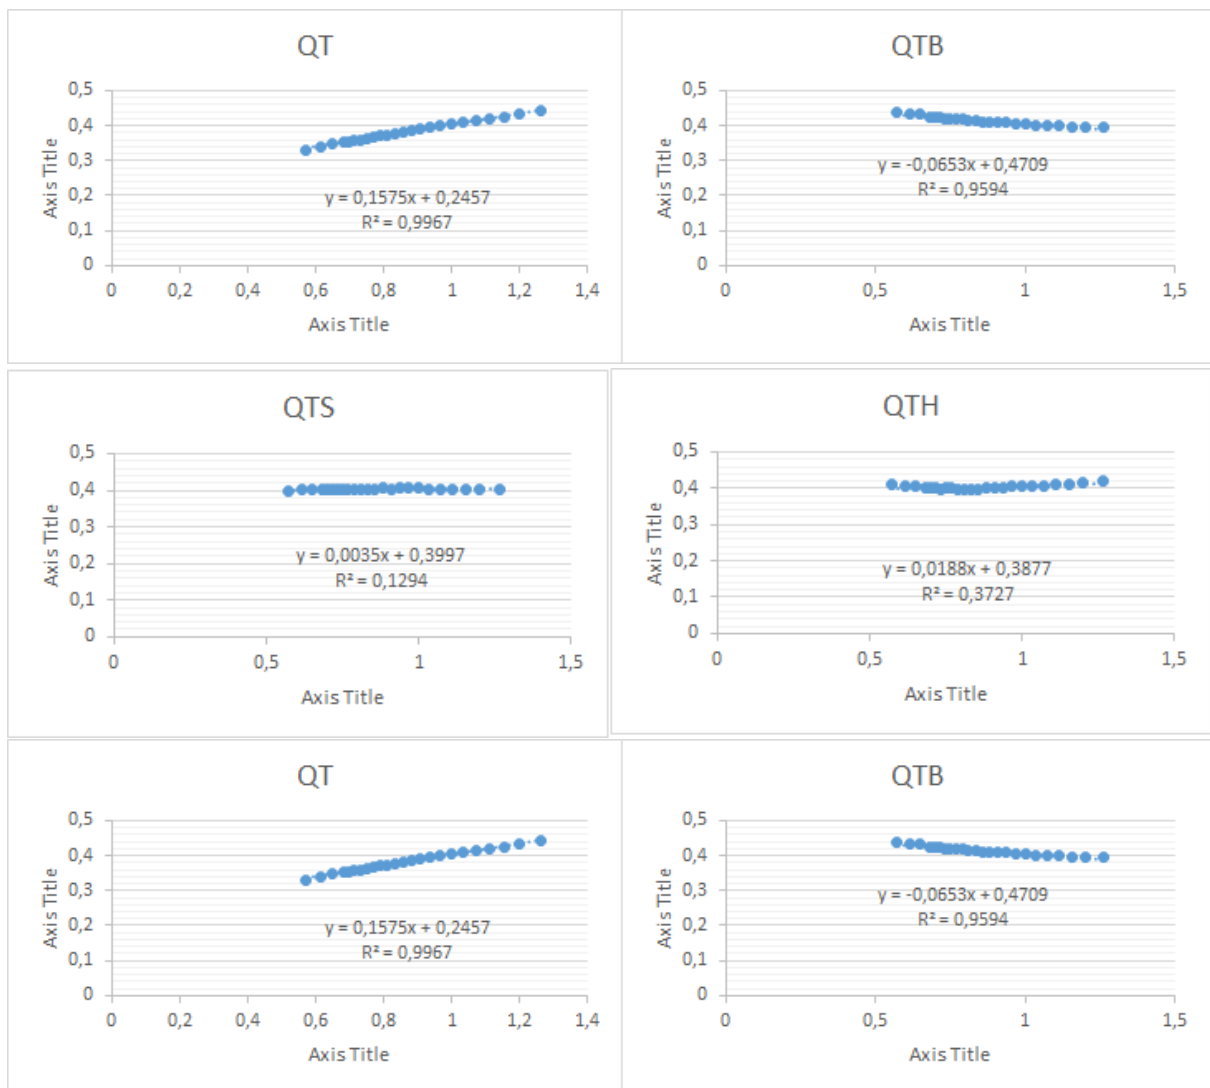 QT
0,5
0,4
0,3
0,2
0,1
0
Axis Title
y = 0,1575x + 0,2457
R² = 0,9967
0 0,2 0,4 0,6 0,8 1 1,2 1,4
Axis Title
QTB
0,5
0,4
0,3
0,2
0,1
0
Axis Title
y = -0,0653x + 0,4709
R² = 0,9594
0 0,5 1 1,5
Axis Title
QTS
0,5
0,4
0,3
0,2
0,1
0
Axis Title
y = 0,0035x + 0,3997
R² = 0,1294
0 0,5 1 1,5
Axis Title
QTH
0,5
0,4
0,3
0,2
0,1
0
Axis Title
y = 0,0188x + 0,3877
R² = 0,3727
0 0,5 1 1,5
Axis Title
QT
0,5
0,4
0,3
0,2
0,1
0
Axis Title
y = 0,1575x + 0,2457
R² = 0,9967
0 0,2 0,4 0,6 0,8 1 1,2 1,4
Axis Title
QTB
0,5
0,4
0,3
0,2
0,1
0
Axis Title
y = -0,0653x + 0,4709
R² = 0,9594
0 0,5 1 1,5
Axis Title